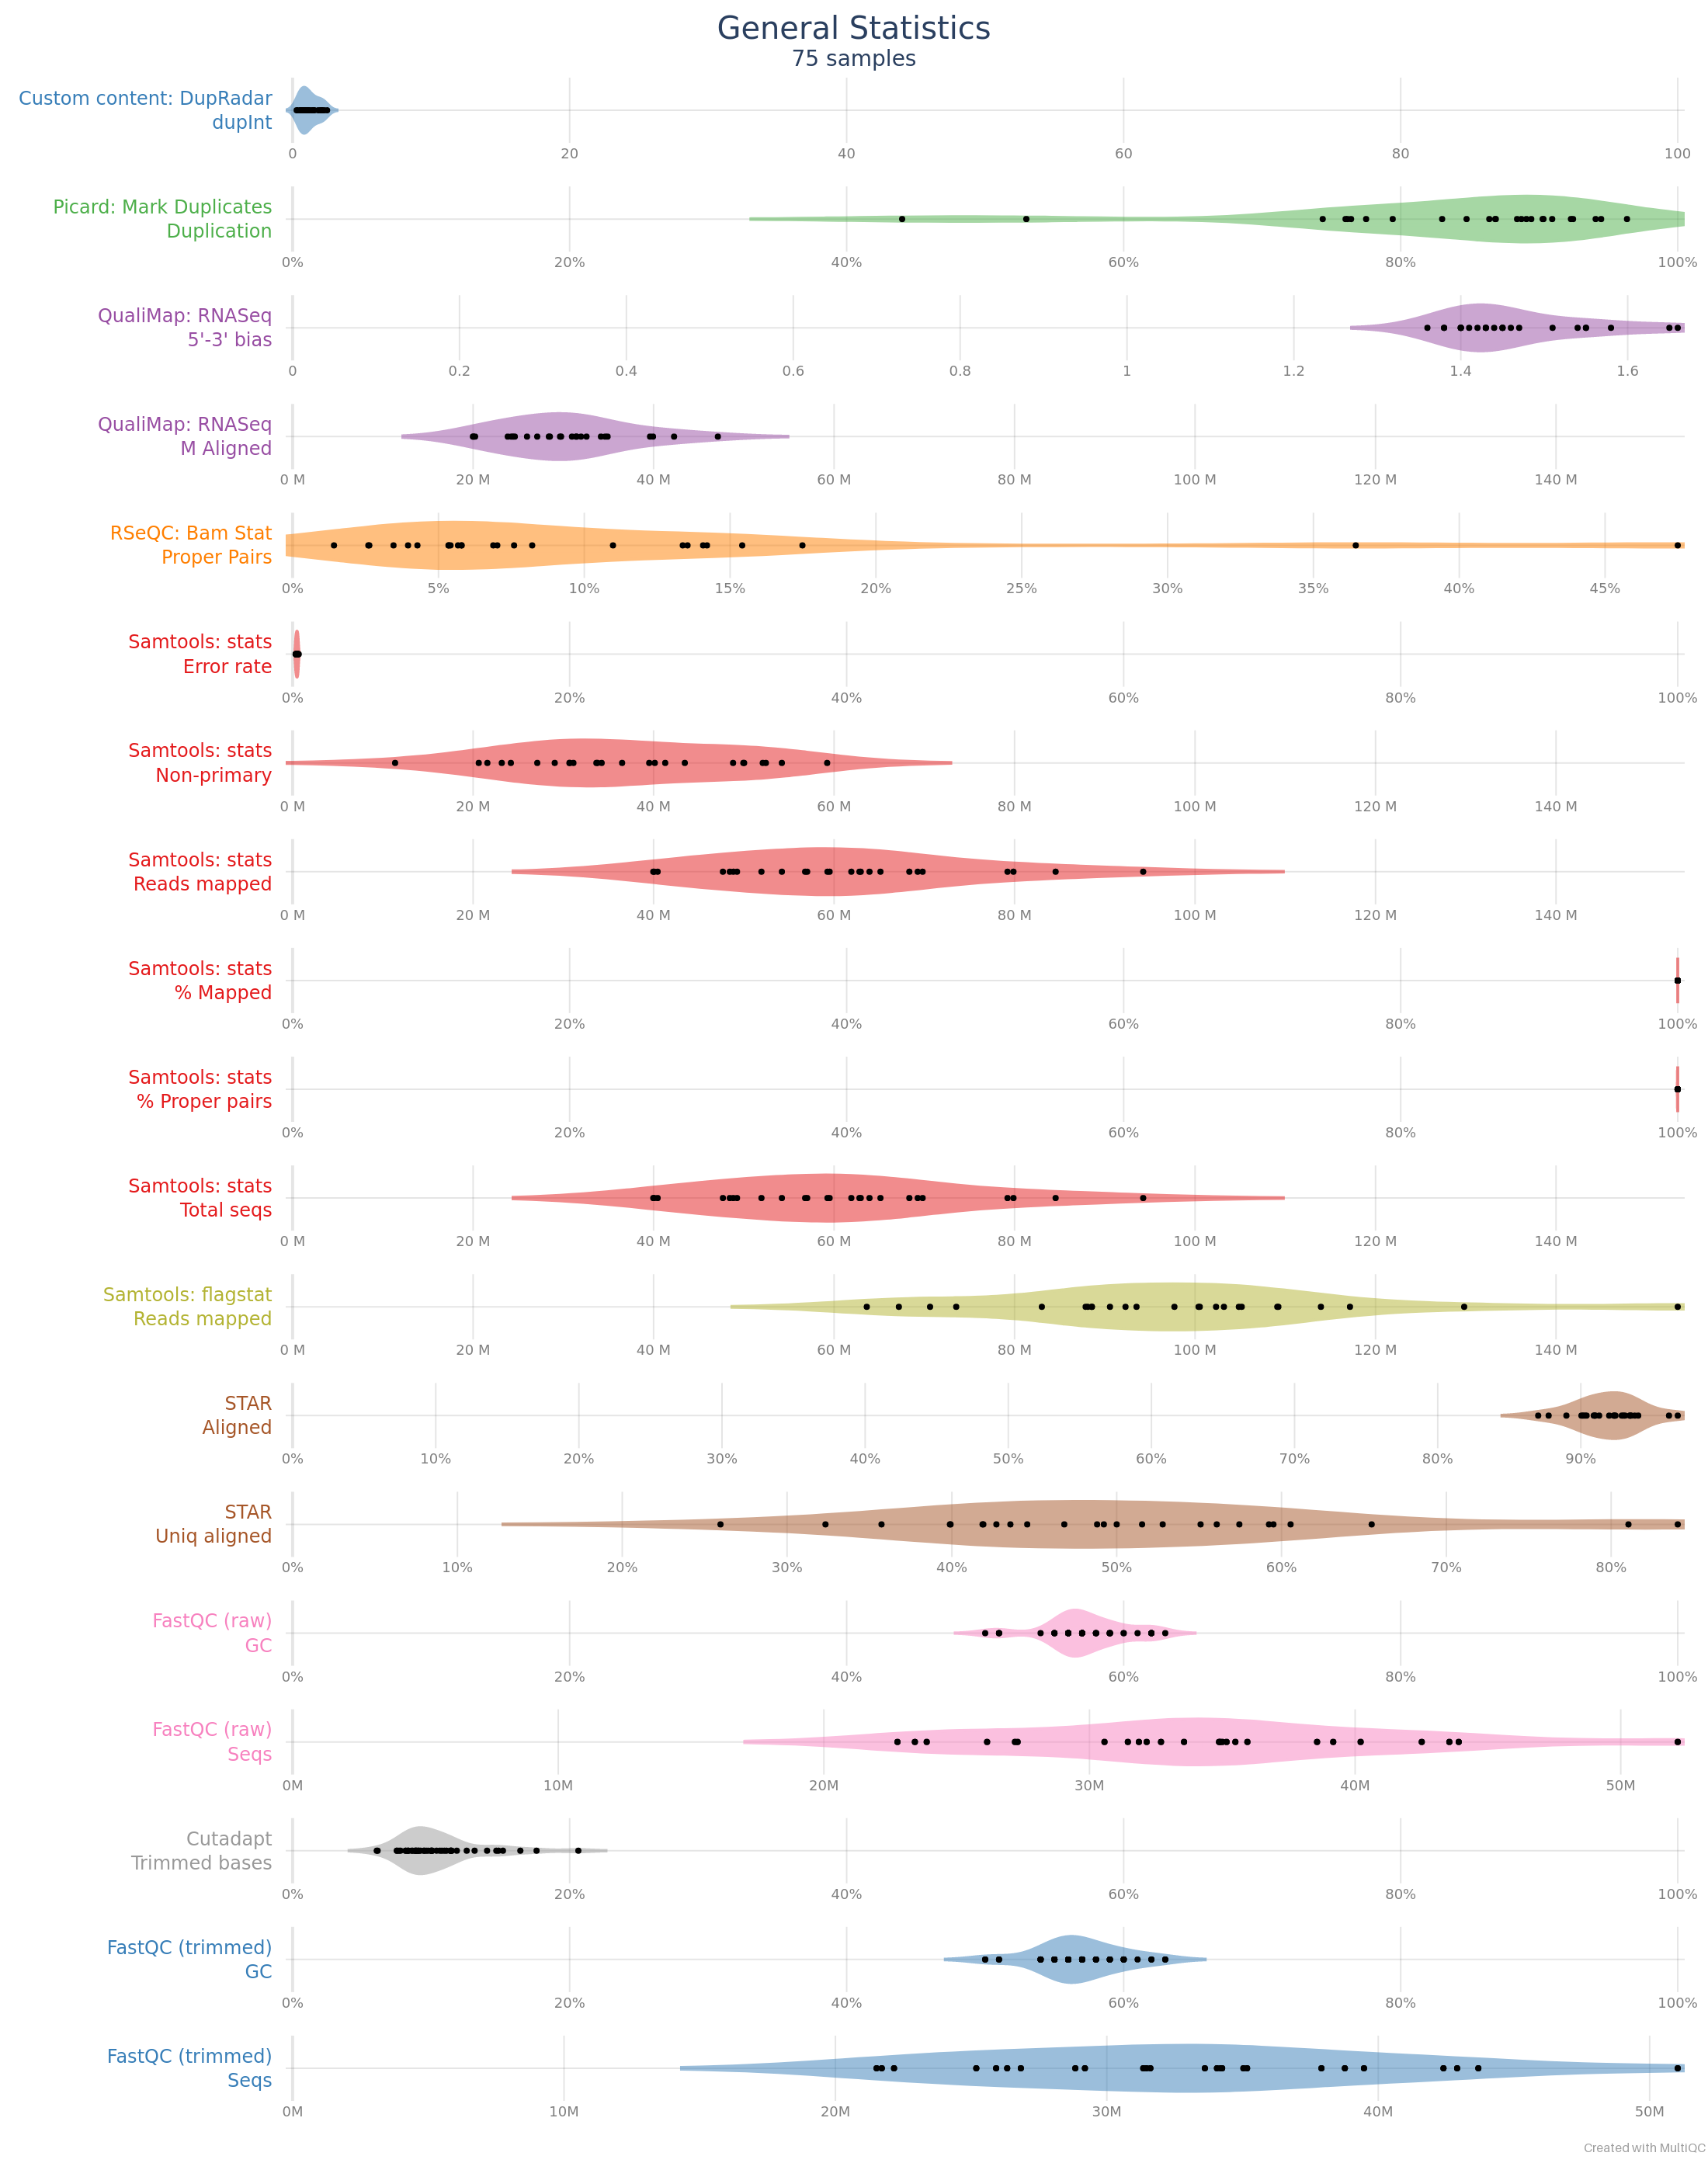 General Statistics
75 samples
Custom content: DupRadar
dupInt
0 20 40 60 80 100
Picard: Mark Duplicates
Duplication
0% 20% 40% 60% 80% 100%
QualiMap: RNASeq
5'-3' bias
0 0.2 0.4 0.6 0.8 1 1.2 1.4 1.6
QualiMap: RNASeq
M Aligned
0 M 20 M 40 M 60 M 80 M 100 M 120 M 140 M
RSeQC: Bam Stat
Proper Pairs
0% 5% 10% 15% 20% 25% 30% 35% 40% 45%
Samtools: stats
Error rate
0% 20% 40% 60% 80% 100%
Samtools: stats
Non-primary
0 M 20 M 40 M 60 M 80 M 100 M 120 M 140 M
Samtools: stats
Reads mapped
0 M 20 M 40 M 60 M 80 M 100 M 120 M 140 M
Samtools: stats
% Mapped
0% 20% 40% 60% 80% 100%
Samtools: stats
% Proper pairs
0% 20% 40% 60% 80% 100%
Samtools: stats
Total seqs
0 M 20 M 40 M 60 M 80 M 100 M 120 M 140 M
Samtools: flagstat
Reads mapped
0 M 20 M 40 M 60 M 80 M 100 M 120 M 140 M
STAR
Aligned
0% 10% 20% 30% 40% 50% 60% 70% 80% 90%
STAR
Uniq aligned
0% 10% 20% 30% 40% 50% 60% 70% 80%
FastQC (raw)
GC
0% 20% 40% 60% 80% 100%
FastQC (raw)
Seqs
0M 10M 20M 30M 40M 50M
Cutadapt
Trimmed bases
0% 20% 40% 60% 80% 100%
FastQC (trimmed)
GC
0% 20% 40% 60% 80% 100%
FastQC (trimmed)
Seqs
0M 10M 20M 30M 40M 50M
Created with MultiQC